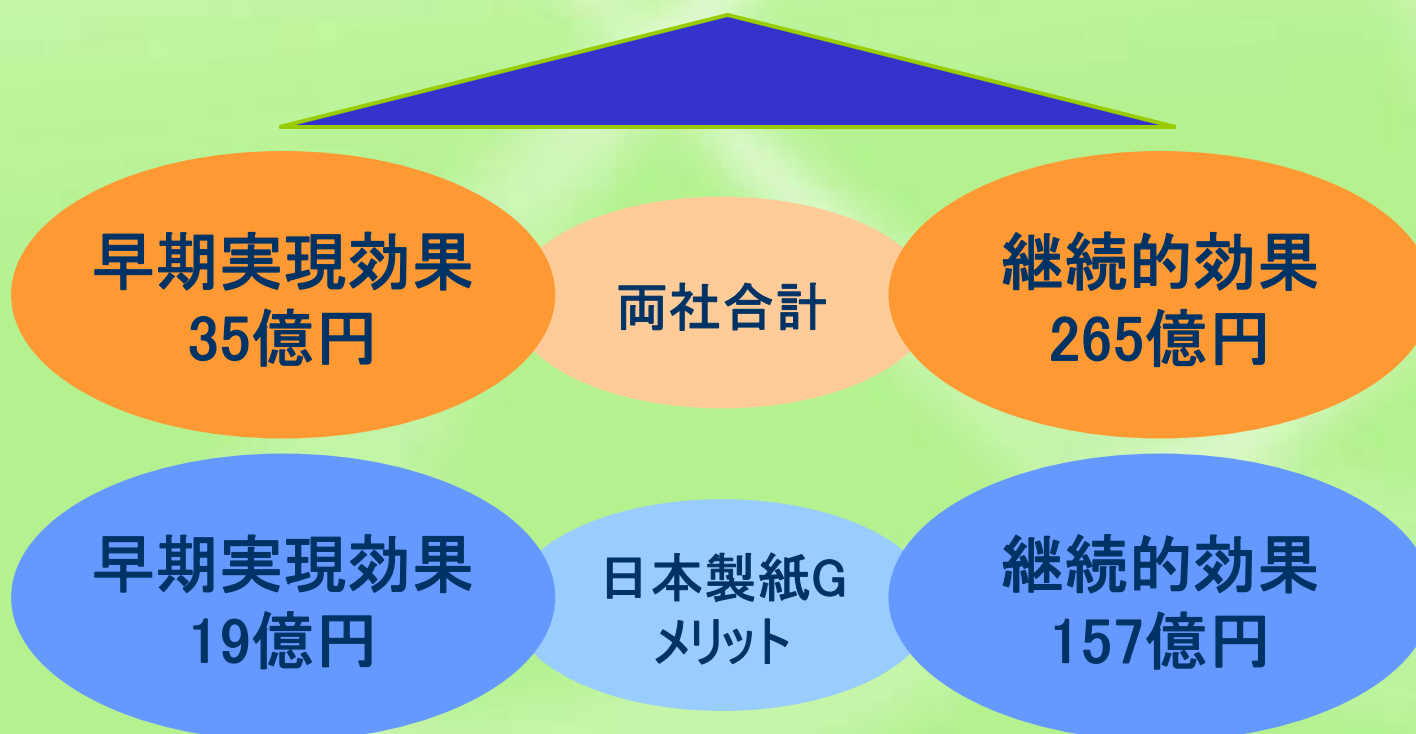 早期実現効果
35億円
両社合計
継続的効果
265億円
早期実現効果
19億円
日本製紙G
メリット
継続的効果
157億円